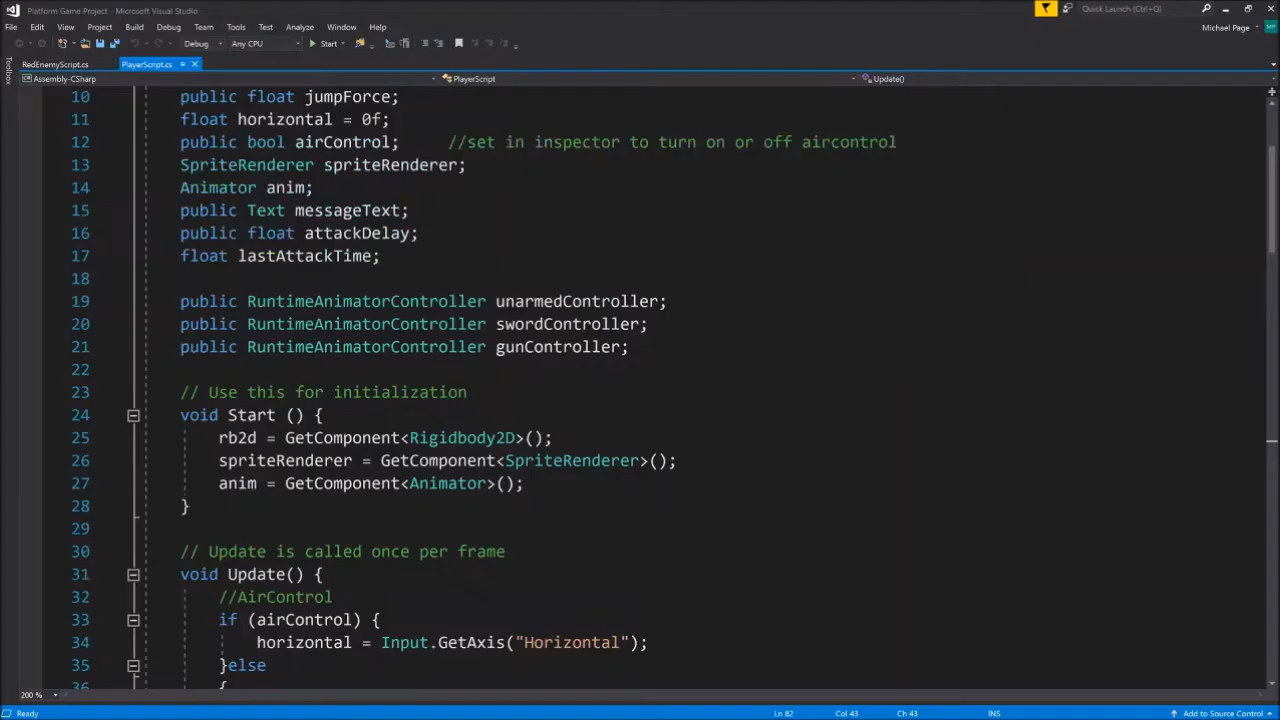 Platform Game Project - Microsoft Visual Studio
Quick Launch (Ctrl+Q)
File Edit View Project Build Debug Team Tools Test Analyze Window Help
Michael Page
MP
Debug Any CPU Start
Toolbox
RedEnemyScript.cs PlayerScript.cs
Assembly-CSharp PlayerScript Update()
10 public float jumpForce;
11 float horizontal = 0f;
12 public bool airControl; //set in inspector to turn on or off aircontrol
13 SpriteRenderer spriteRenderer;
14 Animator anim;
15 public Text messageText;
16 public float attackDelay;
17 float lastAttackTime;
18
19 public RuntimeAnimatorController unarmedController;
20 public RuntimeAnimatorController swordController;
21 public RuntimeAnimatorController gunController;
22
23 // Use this for initialization
24 void Start () {
25 rb2d = GetComponent<Rigidbody2D>();
26 spriteRenderer = GetComponent<SpriteRenderer>();
27 anim = GetComponent<Animator>();
28 }
29
30 // Update is called once per frame
31 void Update() {
32 //AirControl
33 if (airControl) {
34 horizontal = Input.GetAxis("Horizontal");
35 }else
36 {
200 %
Ready Ln 82 Col 43 Ch 43 INS Add to Source Control